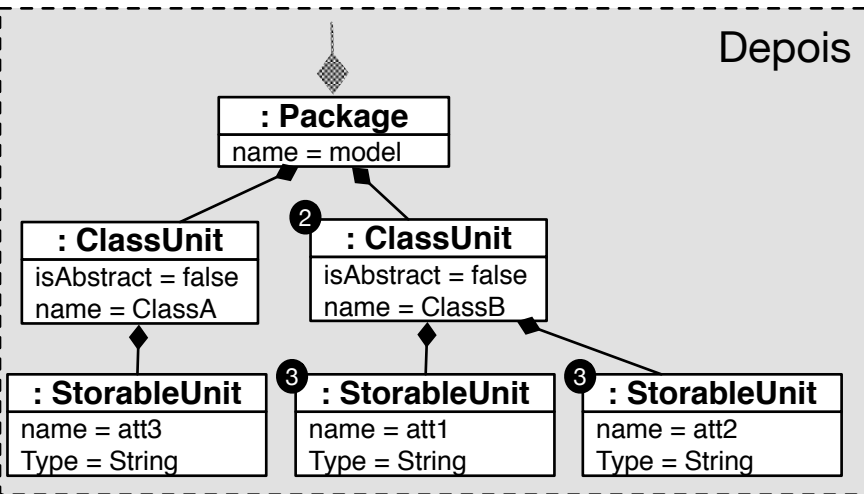 Depois
: Package
name = model
: ClassUnit
isAbstract = false
name = ClassA
2
: ClassUnit
isAbstract = false
name = ClassB
: StorableUnit
name = att3
Type = String
3
: StorableUnit
name = att1
Type = String
3
: StorableUnit
name = att2
Type = String